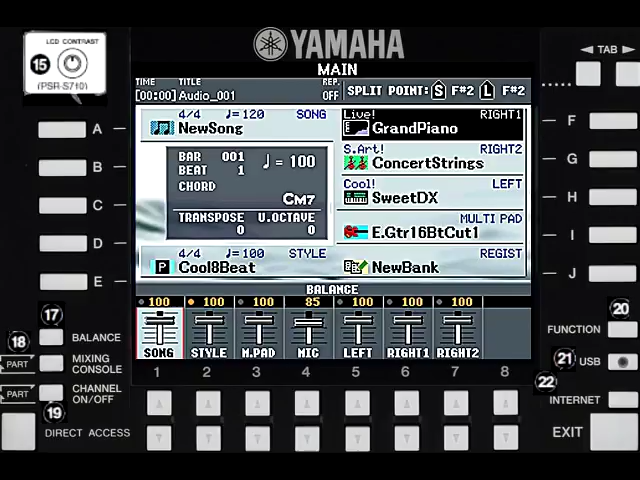 YAMAHA
LCD CONTRAST
15
(PSR-S710)
MAIN
TAB
TIME TITLE REP.
[00:00] Audio_001 OFF SPLIT POINT: S F#2 L F#2
4/4 ♩=120 SONG
NewSong
Live! RIGHT1
GrandPiano
A
F
BAR 001 ♩=100
BEAT 1
CHORD
CM7
S.Art! RIGHT2
ConcertStrings
B
G
Cool! LEFT
SweetDX
C
H
TRANSPOSE U.OCTAVE
0 0
MULTI PAD
E.Gtr16BtCut1
D
I
4/4 ♩=100 STYLE
P Cool8Beat
REGIST
NewBank
E
J
BALANCE
100 100 100 85 100 100 100
SONG STYLE M.PAD MIC LEFT RIGHT1 RIGHT2
1 2 3 4 5 6 7 8
17
BALANCE
18
PART
MIXING
CONSOLE
PART
CHANNEL
ON/OFF
19
DIRECT ACCESS
20
FUNCTION
21 USB
22
INTERNET
EXIT